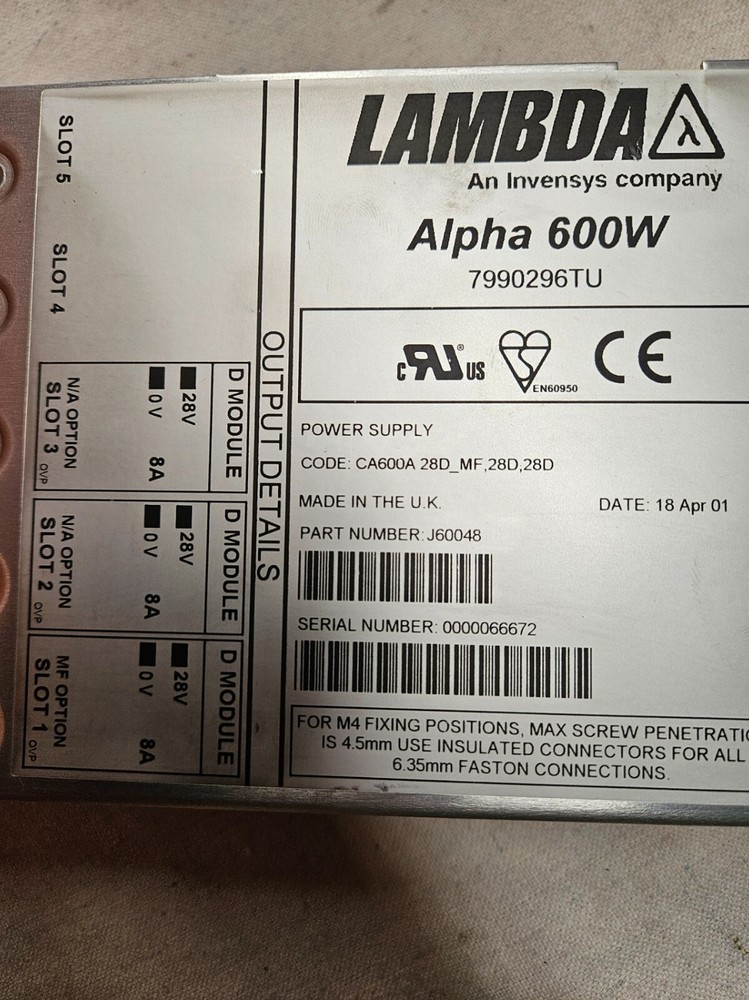 LAMBDA λ
An Invensys company
Alpha 600W
7990296TU
c RU ® US
EN60950
CE
POWER SUPPLY
CODE: CA600A 28D_MF,28D,28D
MADE IN THE U.K.
DATE: 18 Apr 01
PART NUMBER: J60048
SERIAL NUMBER: 0000066672
FOR M4 FIXING POSITIONS, MAX SCREW PENETRATIO
IS 4.5mm USE INSULATED CONNECTORS FOR ALL
6.35mm FASTON CONNECTIONS.
OUTPUT DETAILS
SLOT 5
SLOT 4
D MODULE
28V
0V 8A
N/A OPTION
SLOT 3 OVP
D MODULE
28V
0V 8A
N/A OPTION
SLOT 2 OVP
D MODULE
28V
0V 8A
MF OPTION
SLOT 1 OVP